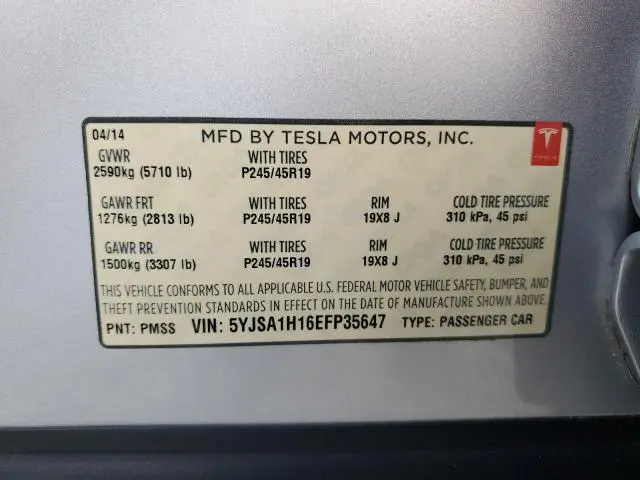 04/14 MFD BY TESLA MOTORS, INC.
TESLA
GVWR WITH TIRES
2590kg (5710 lb) P245/45R19
GAWR FRT WITH TIRES RIM COLD TIRE PRESSURE
1276kg (2813 lb) P245/45R19 19X8 J 310 kPa, 45 psi
GAWR RR WITH TIRES RIM COLD TIRE PRESSURE
1500kg (3307 lb) P245/45R19 19X8 J 310 kPa, 45 psi
THIS VEHICLE CONFORMS TO ALL APPLICABLE U.S. FEDERAL MOTOR VEHICLE SAFETY, BUMPER, AND
THEFT PREVENTION STANDARDS IN EFFECT ON THE DATE OF MANUFACTURE SHOWN ABOVE.
PNT: PMSS VIN: 5YJSA1H16EFP35647 TYPE: PASSENGER CAR